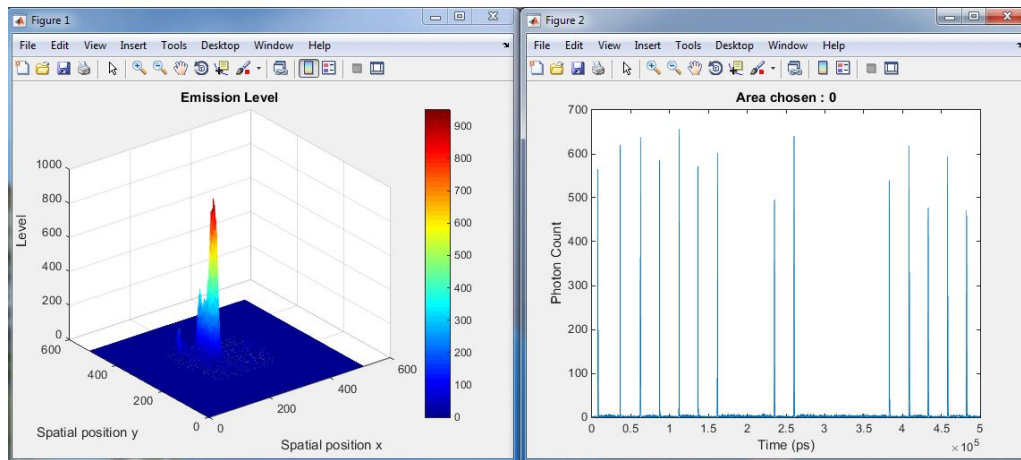 Figure 1
File Edit View Insert Tools Desktop Window Help
Emission Level
1000
800
600
400
200
0
Level
600
400
200
0
Spatial position y
0
200
400
600
Spatial position x
900
800
700
600
500
400
300
200
100
0
Figure 2
File Edit View Insert Tools Desktop Window Help
Area chosen : 0
700
600
500
400
300
200
100
0
Photon Count
0 0.5 1 1.5 2 2.5 3 3.5 4 4.5 5
Time (ps)
× 10⁵